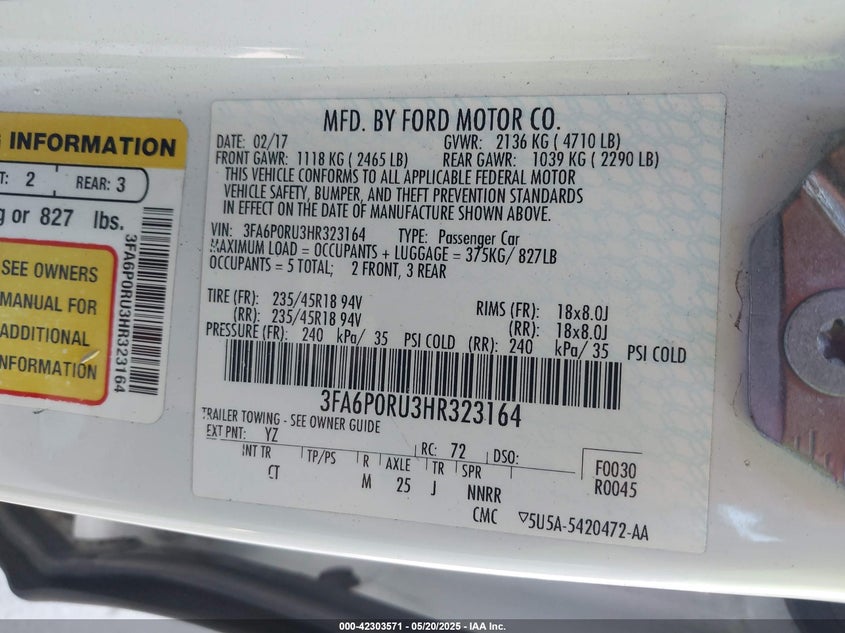 G INFORMATION
T: 2 REAR: 3
g or 827 lbs.
SEE OWNERS
MANUAL FOR
ADDITIONAL
INFORMATION
3FA6P0RU3HR323164
MFD. BY FORD MOTOR CO.
DATE: 02/17 GVWR: 2136 KG ( 4710 LB)
FRONT GAWR: 1118 KG ( 2465 LB) REAR GAWR: 1039 KG ( 2290 LB)
THIS VEHICLE CONFORMS TO ALL APPLICABLE FEDERAL MOTOR
VEHICLE SAFETY, BUMPER, AND THEFT PREVENTION STANDARDS
IN EFFECT ON THE DATE OF MANUFACTURE SHOWN ABOVE.
VIN: 3FA6P0RU3HR323164 TYPE: Passenger Car
MAXIMUM LOAD = OCCUPANTS + LUGGAGE = 375KG/ 827LB
OCCUPANTS = 5 TOTAL; 2 FRONT, 3 REAR
TIRE (FR): 235/45R18 94V RIMS (FR): 18x8.0J
(RR): 235/45R18 94V (RR): 18x8.0J
PRESSURE (FR): 240 kPa/ 35 PSI COLD (RR): 240 kPa/ 35 PSI COLD
3FA6P0RU3HR323164
TRAILER TOWING - SEE OWNER GUIDE
EXT PNT: YZ RC: 72 DSO: F0030
INT TR TP/PS R AXLE TR SPR R0045
CT M 25 J NNRR
CMC ▽5U5A-5420472-AA
000-42303571 — 05/20/2025 — IAA Inc.